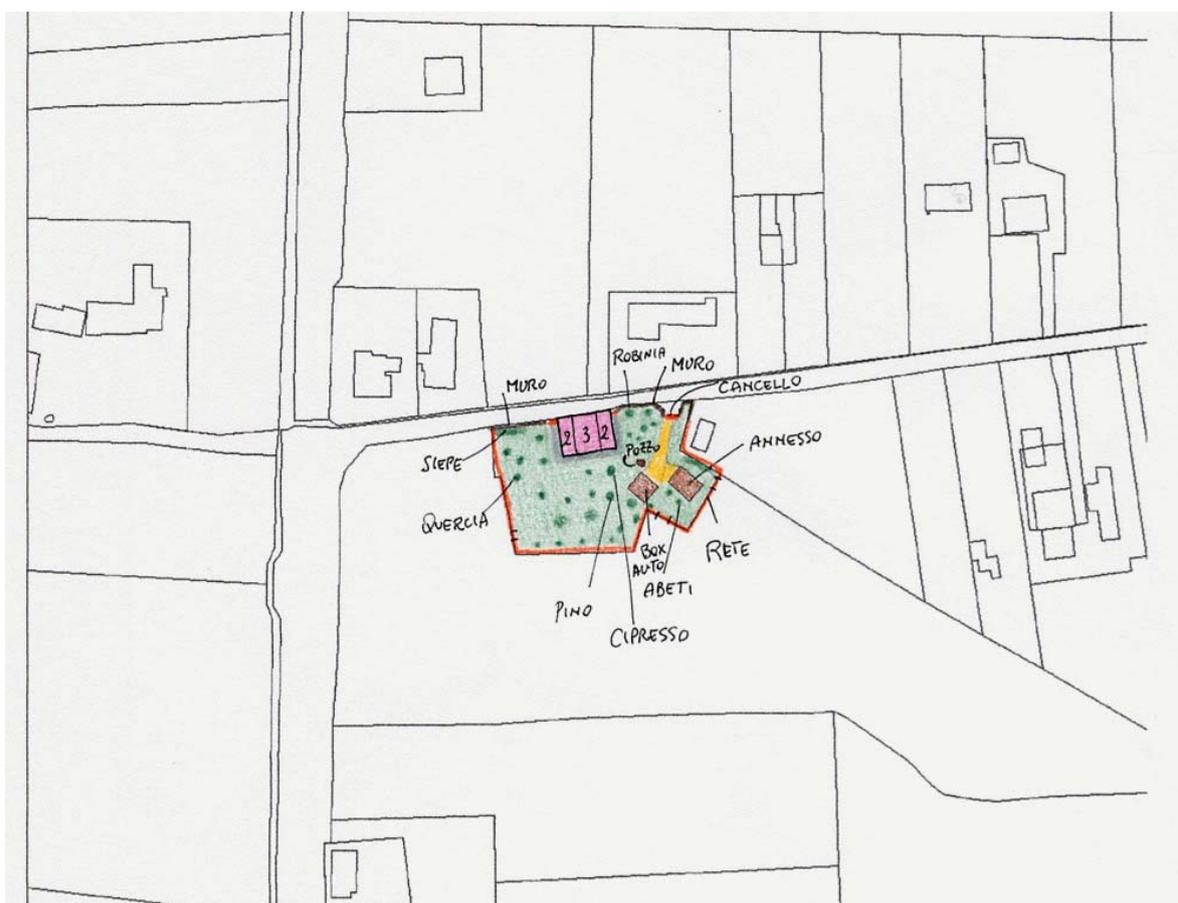 ROBINIA
MURO
MURO
CANCELLO
2 3 2
SIEPE
POZZO
ANNESSO
QUERCIA
BOX
AUTO
RETE
ABETI
PINO
CIPRESSO